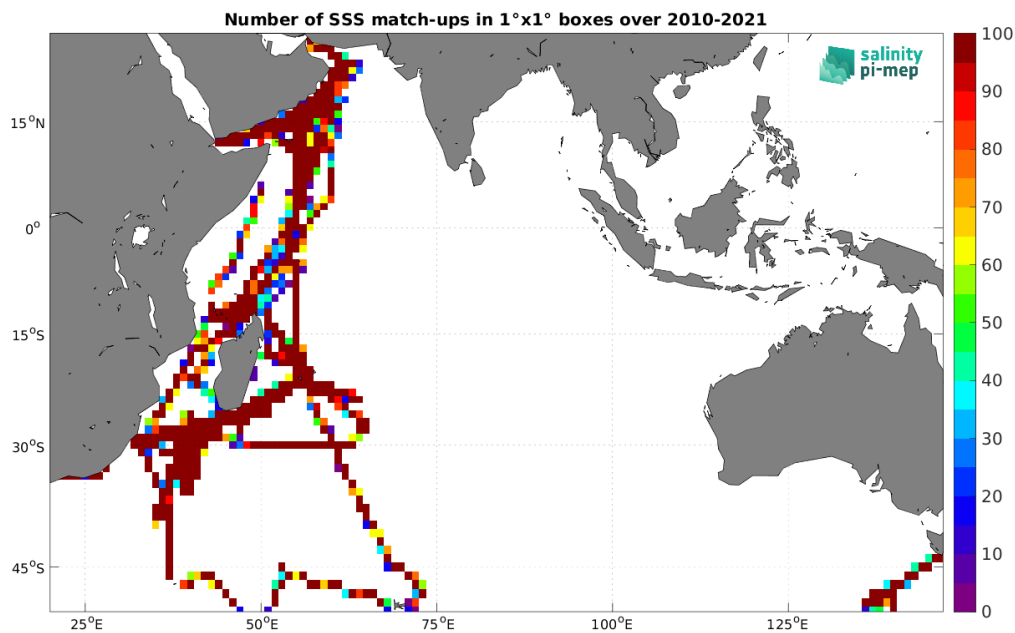 Number of SSS match-ups in 1°x1° boxes over 2010-2021
salinity
pi-mep
15°N
0°
15°S
30°S
45°S
25°E
50°E
75°E
100°E
125°E
100
90
80
70
60
50
40
30
20
10
0